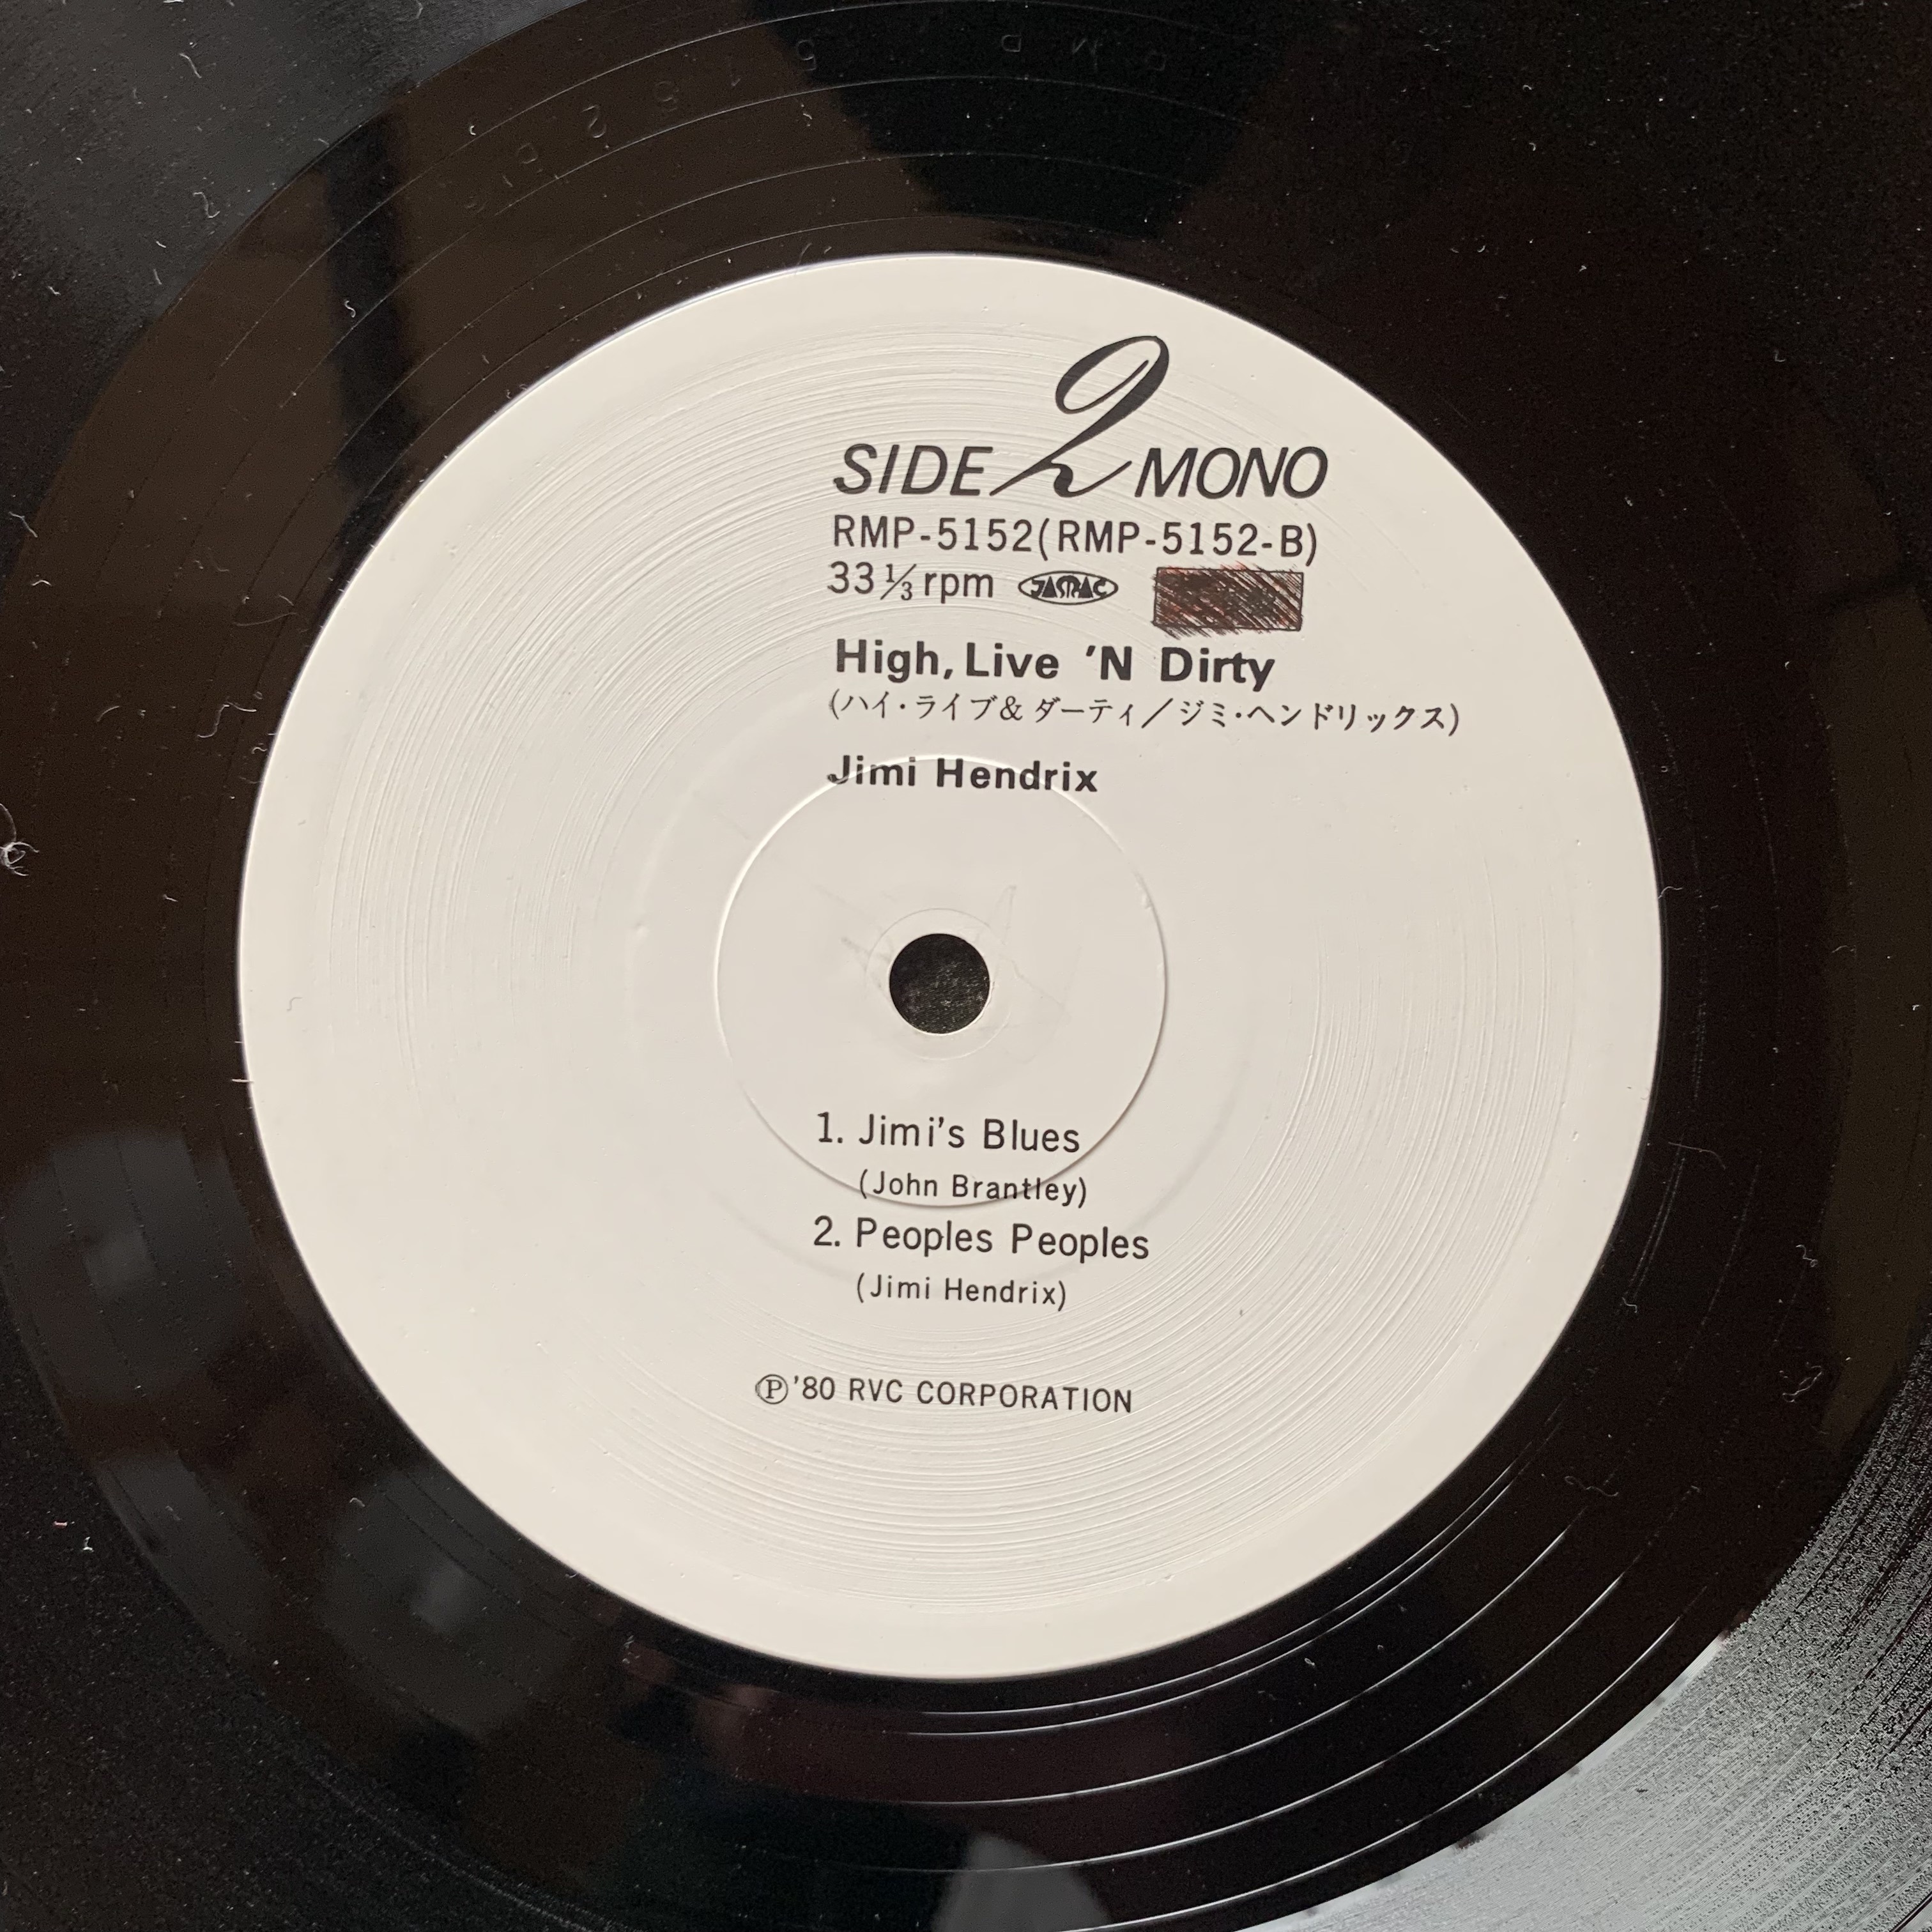 SIDE 2 MONO
RMP-5152(RMP-5152-B)
33 1/3 rpm JASRAC
High, Live 'N Dirty
(ハイ・ライブ& ダーティ/ジミ・ヘンドリックス)
Jimi Hendrix
1. Jimi's Blues
(John Brantley)
2. Peoples Peoples
(Jimi Hendrix)
Ⓟ'80 RVC CORPORATION